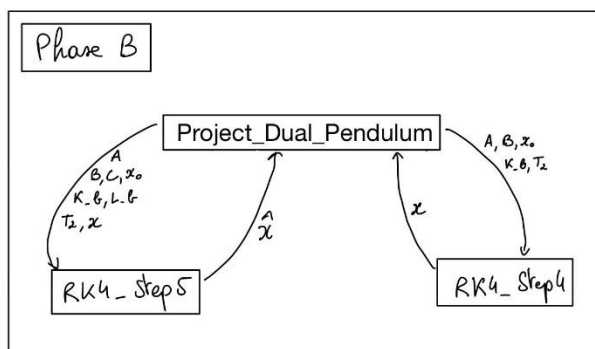 Phase B
Project_Dual_Pendulum
A
B, C, x₀
K_b, L_b
T₂, x
x̂
x
A, B, x₀
K_b, T₂
RK4_Step5
RK4_Step4